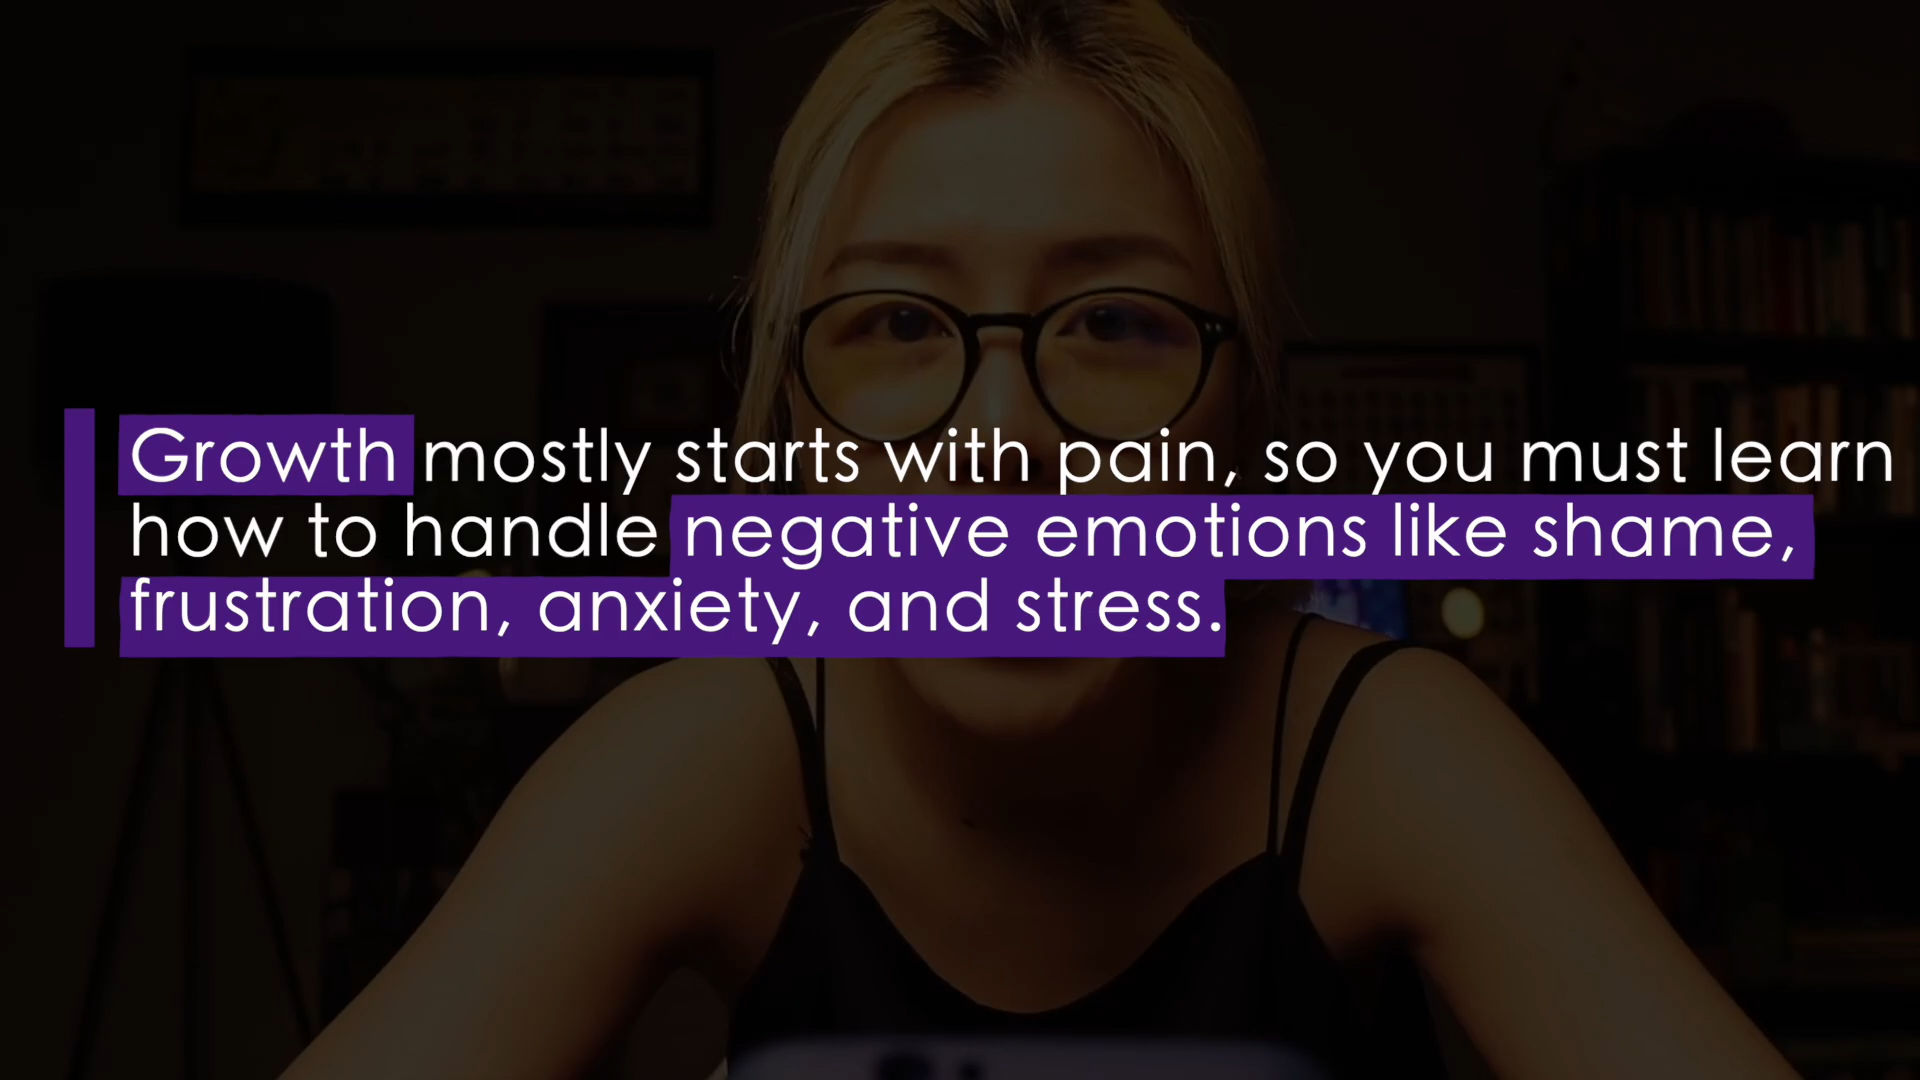 Growth mostly starts with pain, so you must learn
how to handle negative emotions like shame,
frustration, anxiety, and stress.